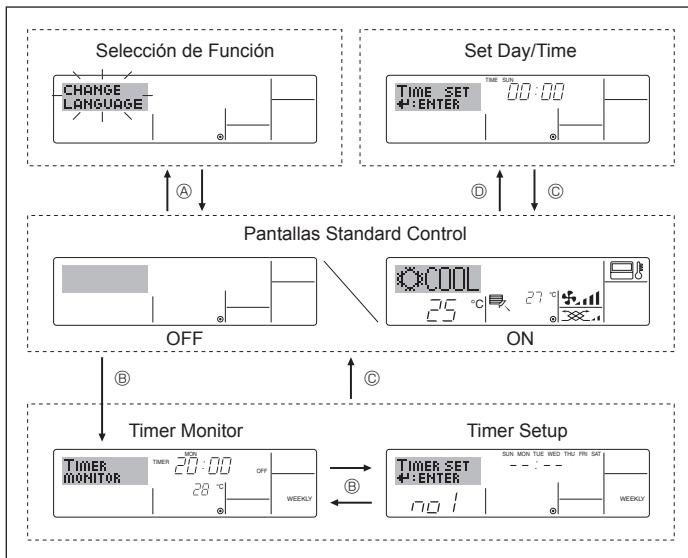 Selección de Función
CHANGE
LANGUAGE
Set Day/Time
TIME SUN
TIME SET 00:00
↵:ENTER
Ⓐ
Ⓓ
Ⓒ
Pantallas Standard Control
OFF
COOL
25 °C
27 °C
ON
Ⓑ
Ⓒ
Timer Monitor
MON
TIMER
MONITOR
TIMER 20:00 OFF
28 °C
WEEKLY
Ⓑ
Timer Setup
SUN MON TUE WED THU FRI SAT
TIMER SET --:--
↵:ENTER
no 1
WEEKLY